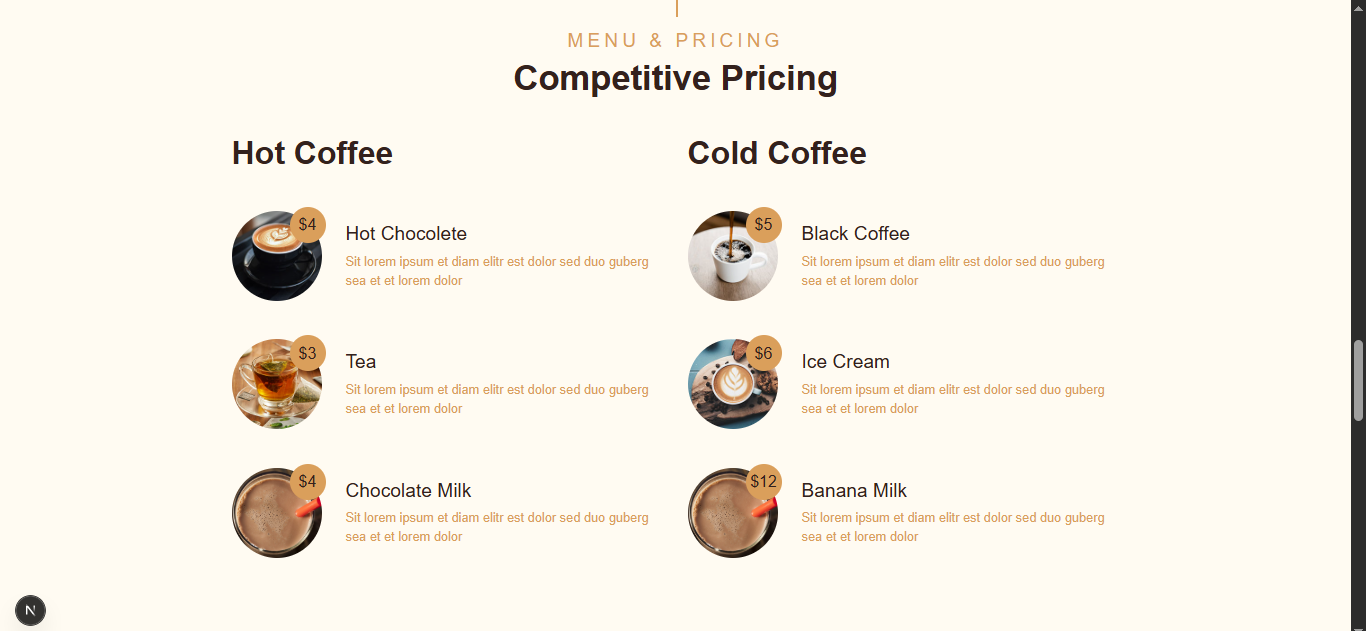 MENU & PRICING
Competitive Pricing
Hot Coffee
$4
Hot Chocolete
Sit lorem ipsum et diam elitr est dolor sed duo guberg
sea et et lorem dolor
$3
Tea
Sit lorem ipsum et diam elitr est dolor sed duo guberg
sea et et lorem dolor
$4
Chocolate Milk
Sit lorem ipsum et diam elitr est dolor sed duo guberg
sea et et lorem dolor
Cold Coffee
$5
Black Coffee
Sit lorem ipsum et diam elitr est dolor sed duo guberg
sea et et lorem dolor
$6
Ice Cream
Sit lorem ipsum et diam elitr est dolor sed duo guberg
sea et et lorem dolor
$12
Banana Milk
Sit lorem ipsum et diam elitr est dolor sed duo guberg
sea et et lorem dolor
N